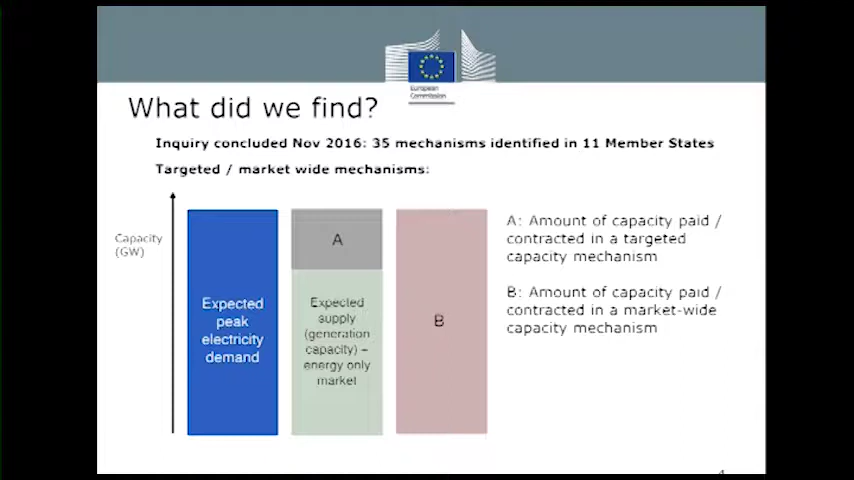 European
Commission
What did we find?
Inquiry concluded Nov 2016: 35 mechanisms identified in 11 Member States
Targeted / market wide mechanisms:
Capacity
(GW)
Expected
peak
electricity
demand
A
Expected
supply
(generation
capacity) –
energy only
market
B
A: Amount of capacity paid /
contracted in a targeted
capacity mechanism
B: Amount of capacity paid /
contracted in a market-wide
capacity mechanism